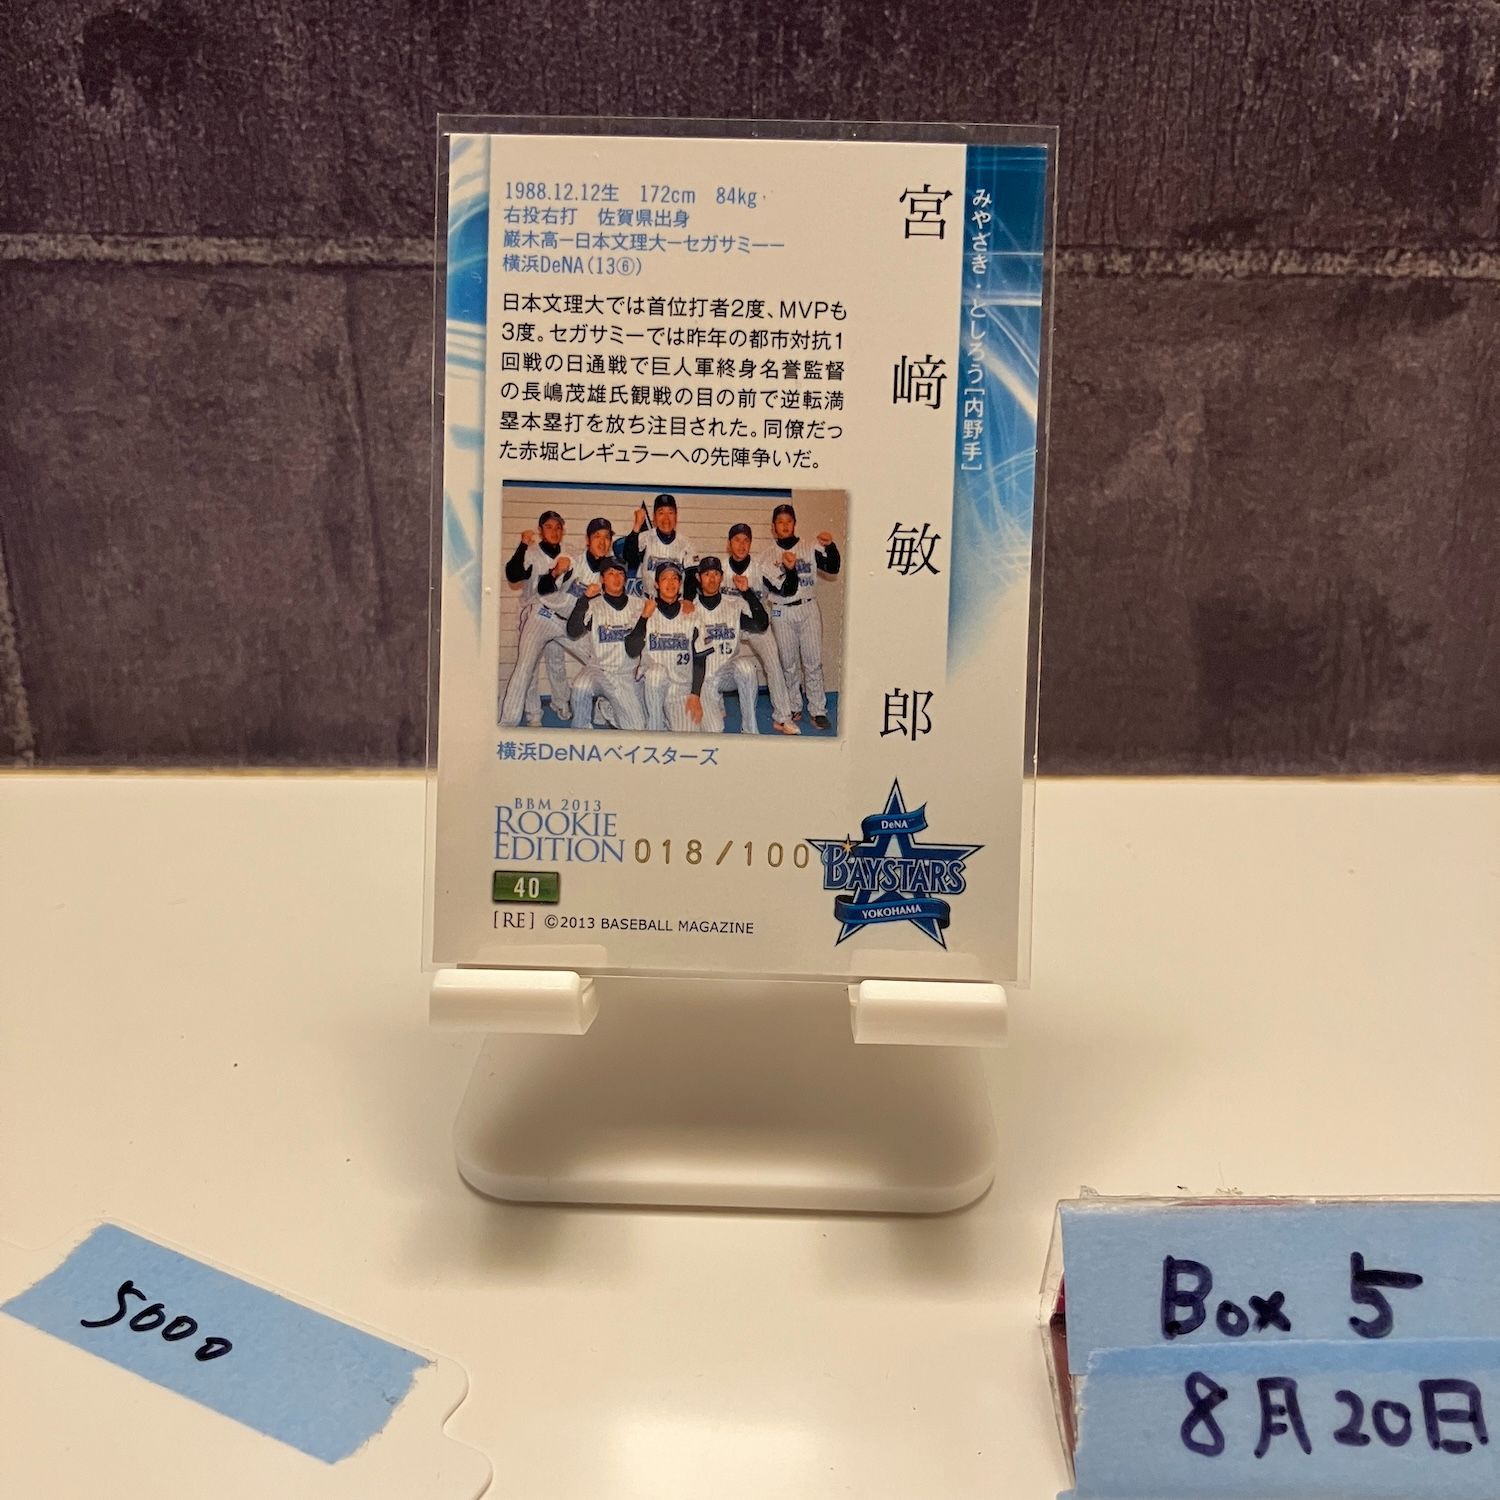 1988.12.12生 172cm 84kg
右投右打 佐賀県出身
巌木高ー日本文理大ーセガサミーー
横浜DeNA(13⑥)
日本文理大では首位打者2度、MVPも
3度。セガサミーでは昨年の都市対抗1
回戦の日通戦で巨人軍終身名誉監督
の長嶋茂雄氏観戦の目の前で逆転満
塁本塁打を放ち注目された。同僚だっ
た赤堀とレギュラーへの先陣争いだ。
宮﨑敏郎
みやざき・としろう[内野手]
BAYSTARS
BAYSTARS
29
STARS
15
横浜DeNAベイスターズ
BBM 2013
ROOKIE
EDITION 018/100
40
[RE] ©2013 BASEBALL MAGAZINE
DeNA
BAYSTARS
YOKOHAMA
5000
Box 5
8月20日